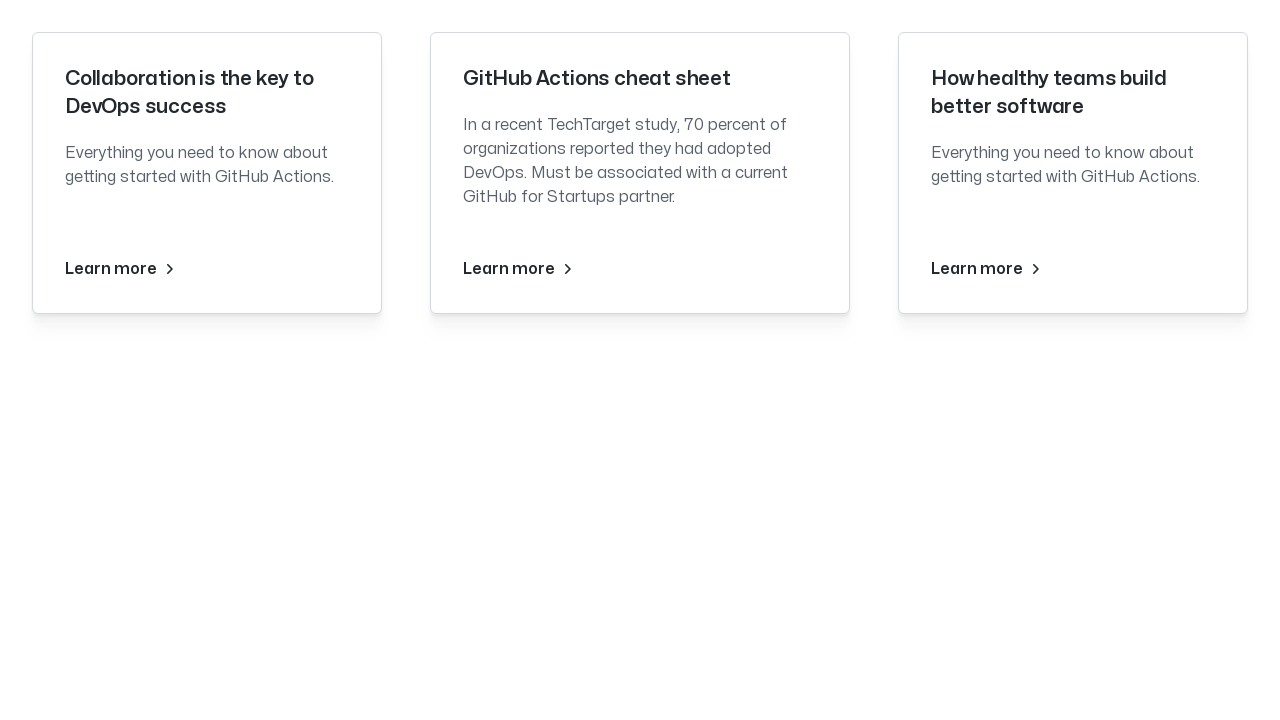 Collaboration is the key to
DevOps success
Everything you need to know about
getting started with GitHub Actions.
Learn more
GitHub Actions cheat sheet
In a recent TechTarget study, 70 percent of
organizations reported they had adopted
DevOps. Must be associated with a current
GitHub for Startups partner.
Learn more
How healthy teams build
better software
Everything you need to know about
getting started with GitHub Actions.
Learn more